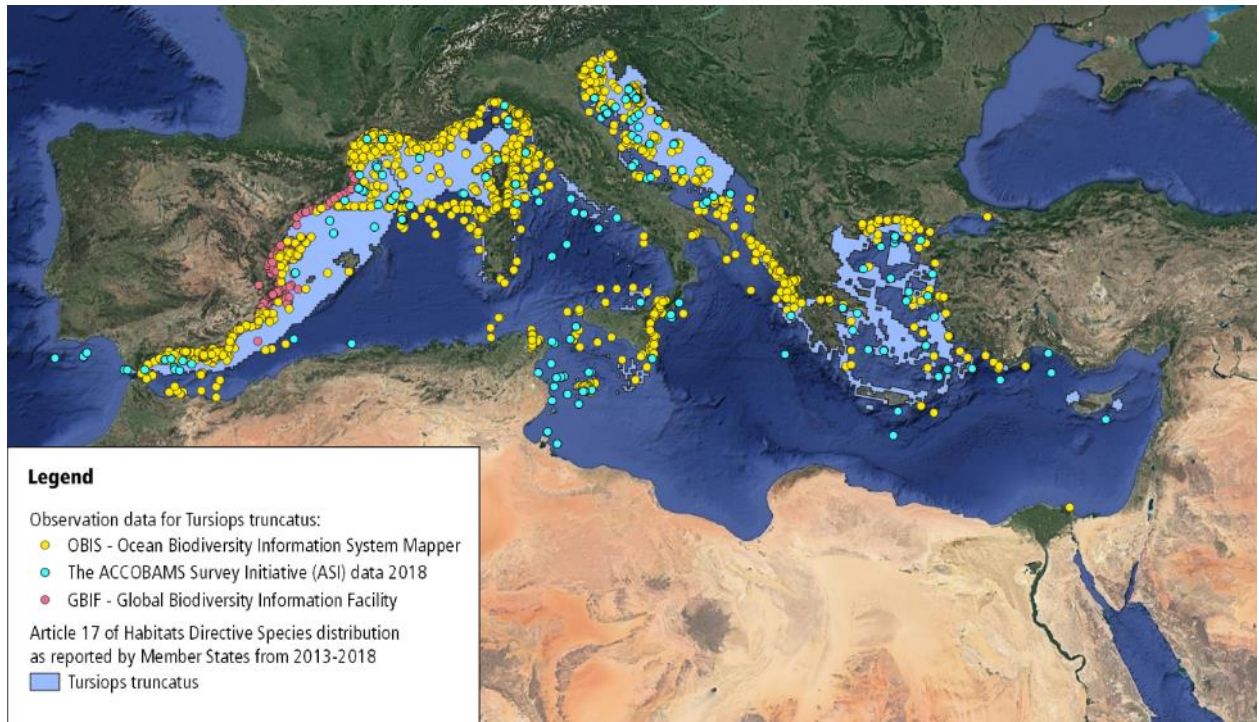 Legend
Observation data for Tursiops truncatus:
OBIS - Ocean Biodiversity Information System Mapper
The ACCOBAMS Survey Initiative (ASI) data 2018
GBIF - Global Biodiversity Information Facility
Article 17 of Habitats Directive Species distribution
as reported by Member States from 2013-2018
Tursiops truncatus